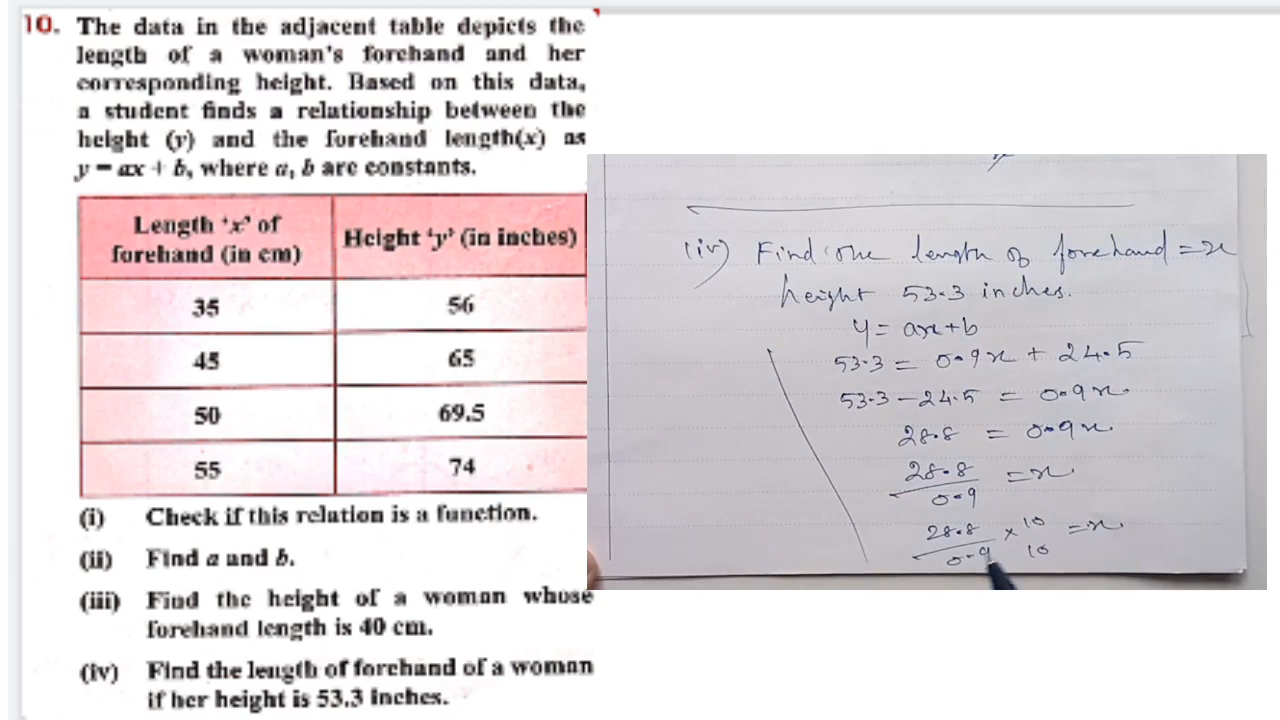 10. The data in the adjacent table depicts the
length of a woman's forehand and her
corresponding height. Based on this data,
a student finds a relationship between the
height (y) and the forehand length(x) as
y = ax + b, where a, b are constants.
Length 'x' of
forehand (in cm)
Height 'y' (in inches)
35 56
45 65
50 69.5
55 74
(i) Check if this relation is a function.
(ii) Find a and b.
(iii) Find the height of a woman whose
forehand length is 40 cm.
(iv) Find the length of forehand of a woman
if her height is 53.3 inches.
(iv) Find the length of forehand = x
height 53.3 inches.
y = ax+b
53.3 = 0.9x + 24.5
53.3 - 24.5 = 0.9x
28.8 = 0.9x
28.8/0.9 = x
28.8/0.9 × 10/10 = x